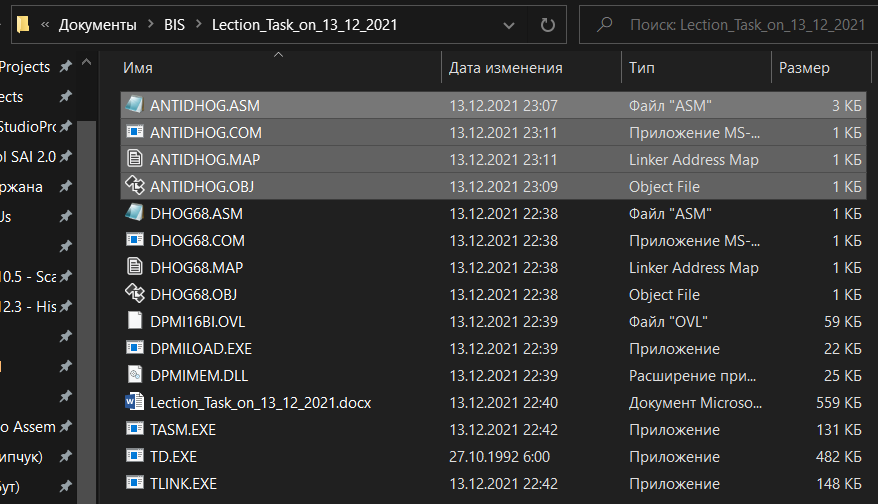 « Документы > BIS > Lection_Task_on_13_12_2021
Поиск: Lection_Task_on_13_12_2021
Имя Дата изменения Тип Размер
ANTIDHOG.ASM 13.12.2021 23:07 Файл "ASM" 3 КБ
ANTIDHOG.COM 13.12.2021 23:11 Приложение MS-... 1 КБ
ANTIDHOG.MAP 13.12.2021 23:11 Linker Address Map 1 КБ
ANTIDHOG.OBJ 13.12.2021 23:09 Object File 1 КБ
DHOG68.ASM 13.12.2021 22:38 Файл "ASM" 1 КБ
DHOG68.COM 13.12.2021 22:38 Приложение MS-... 1 КБ
DHOG68.MAP 13.12.2021 22:38 Linker Address Map 1 КБ
DHOG68.OBJ 13.12.2021 22:38 Object File 1 КБ
DPMI16BI.OVL 13.12.2021 22:39 Файл "OVL" 59 КБ
DPMILOAD.EXE 13.12.2021 22:39 Приложение 22 КБ
DPMIMEM.DLL 13.12.2021 22:39 Расширение при... 25 КБ
Lection_Task_on_13_12_2021.docx 13.12.2021 22:40 Документ Microso... 559 КБ
TASM.EXE 13.12.2021 22:42 Приложение 131 КБ
TD.EXE 27.10.1992 6:00 Приложение 482 КБ
TLINK.EXE 13.12.2021 22:42 Приложение 148 КБ
Projects
ects
StudioPro
ol SAI 2.0
ержана
Us
10.5 - Sca
12.3 - His
o Assem
ипчук)
ут)